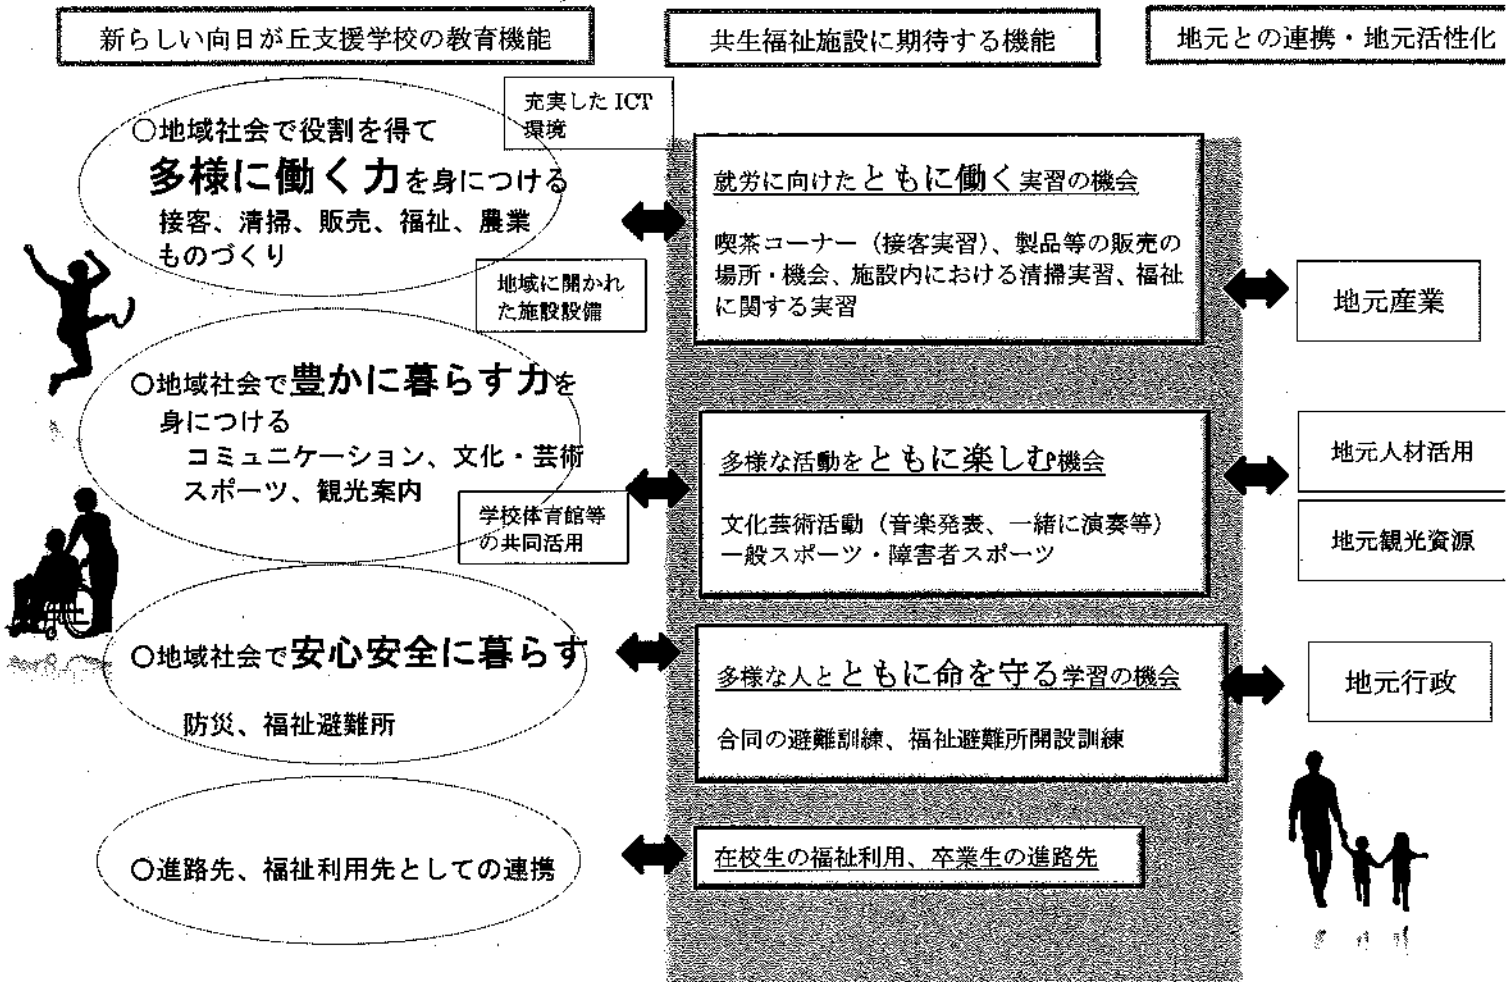 新らしい向日が丘支援学校の教育機能
共生福祉施設に期待する機能
地元との連携・地元活性化
充実した ICT
環境
○地域社会で役割を得て
多様に働く力を身につける
接客、清掃、販売、福祉、農業
ものづくり
地域に開かれ
た施設設備
就労に向けたともに働く実習の機会
喫茶コーナー（接客実習）、製品等の販売の
場所・機会、施設内における清掃実習、福祉
に関する実習
地元産業
○地域社会で豊かに暮らす力を
身につける
コミュニケーション、文化・芸術
スポーツ、観光案内
学校体育館等
の共同活用
多様な活動をともに楽しむ機会
文化芸術活動（音楽発表、一緒に演奏等）
一般スポーツ・障害者スポーツ
地元人材活用
地元観光資源
○地域社会で安心安全に暮らす
防災、福祉避難所
多様な人とともに命を守る学習の機会
合同の避難訓練、福祉避難所開設訓練
地元行政
○進路先、福祉利用先としての連携
在校生の福祉利用、卒業生の進路先